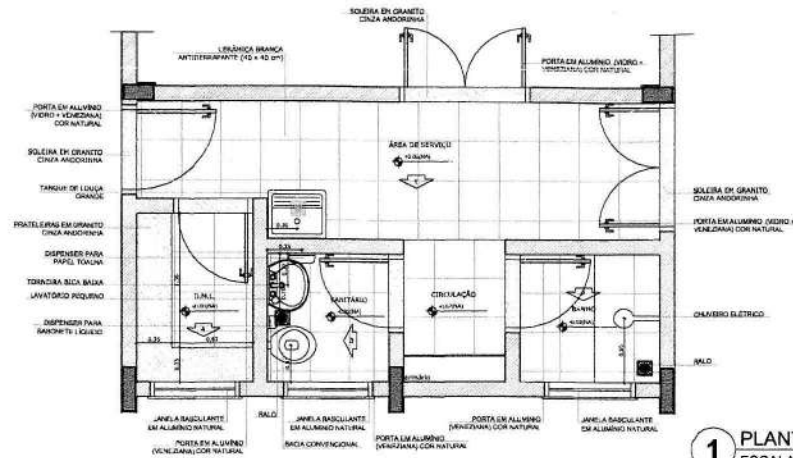 SOLEIRA EM GRANITO
CINZA ANDORINHA
CERÂMICA BRANCA
ANTIDERRAPANTE (40 x 40 cm)
PORTA EM ALUMÍNIO (VIDRO +
VENEZIANA) COR NATURAL
PORTA EM ALUMÍNIO
(VIDRO + VENEZIANA)
COR NATURAL
SOLEIRA EM GRANITO
CINZA ANDORINHA
TANQUE DE LOUÇA
GRANDE
PRATELEIRAS EM GRANITO
CINZA ANDORINHA
DISPENSER PARA
PAPEL TOALHA
TORNEIRA BICA BAIXA
LAVATÓRIO PEQUENO
DISPENSER PARA
SABONETE LÍQUIDO
ÁREA DE SERVIÇO
SOLEIRA EM GRANITO
CINZA ANDORINHA
PORTA EM ALUMÍNIO (VIDRO +
VENEZIANA) COR NATURAL
D.M.L.
SANITÁRIO
CIRCULAÇÃO
BANHO
CHUVEIRO ELÉTRICO
RALO
0,35
JANELA BASCULANTE
EM ALUMÍNIO NATURAL
PORTA EM ALUMÍNIO
(VENEZIANA) COR NATURAL
RALO
JANELA BASCULANTE
EM ALUMÍNIO NATURAL
BACIA CONVENCIONAL
PORTA EM ALUMÍNIO
(VENEZIANA) COR NATURAL
PORTA EM ALUMÍNIO
(VENEZIANA) COR NATURAL
JANELA BASCULANTE
EM ALUMÍNIO NATURAL
1
PLANT